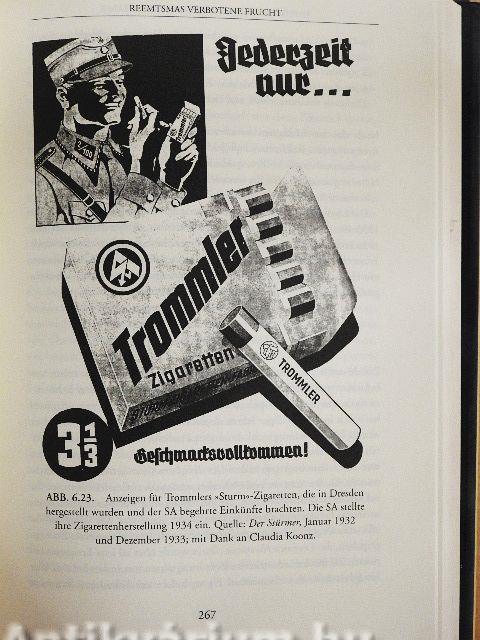 REEMTSMAS VERBOTENE FRUCHT
Jederzeit
nur...
Trommler
Zigaretten
TROMMLER
3 1/3
Geschmacksvollkommen!
ABB. 6.23. Anzeigen für Trommlers »Sturm«-Zigaretten, die in Dresden
hergestellt wurden und der SA begehrte Einkünfte brachten. Die SA stellte
ihre Zigarettenherstellung 1934 ein. Quelle: Der Stürmer, Januar 1932
und Dezember 1933; mit Dank an Claudia Koonz.
267
Antikvárium.hu